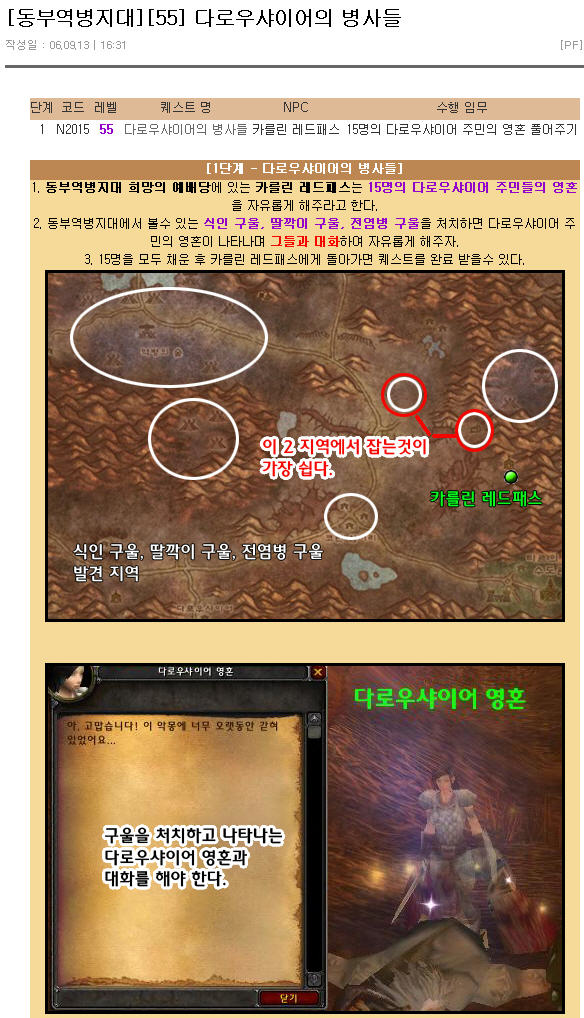 [동부역병지대][55] 다로우샤이어의 병사들
작성일 : 06.09.13 | 16:31 [PF]
단계 코드 레벨 퀘스트 명 NPC 수행 임무
1 N2015 55 다로우샤이어의 병사들 카를린 레드패스 15명의 다로우샤이어 주민의 영혼 풀어주기
[1단계 - 다로우샤이어의 병사들]
1. 동부역병지대 희망의 예배당에 있는 카를린 레드패스는 15명의 다로우샤이어 주민들의 영혼
을 자유롭게 해주라고 한다.
2. 동부역병지대에서 볼수 있는 식인 구울, 딸깍이 구울, 전염병 구울을 처치하면 다로우샤이어 주
민의 영혼이 나타나며 그들과 대화하여 자유롭게 해주자.
3. 15명을 모두 채운 후 카를린 레드패스에게 돌아가면 퀘스트를 완료 받을수 있다.
이 2 지역에서 잡는것이
가장 쉽다.
카를린 레드패스
식인 구울, 딸깍이 구울, 전염병 구울
발견 지역
다로우샤이어
다로우샤이어 영혼
다로우샤이어 영혼
아, 고맙습니다! 이 악몽에 너무 오랫동안 갇혀
있었어요...
구울을 처치하고 나타나는
다로우샤이어 영혼과
대화를 해야 한다.
닫기